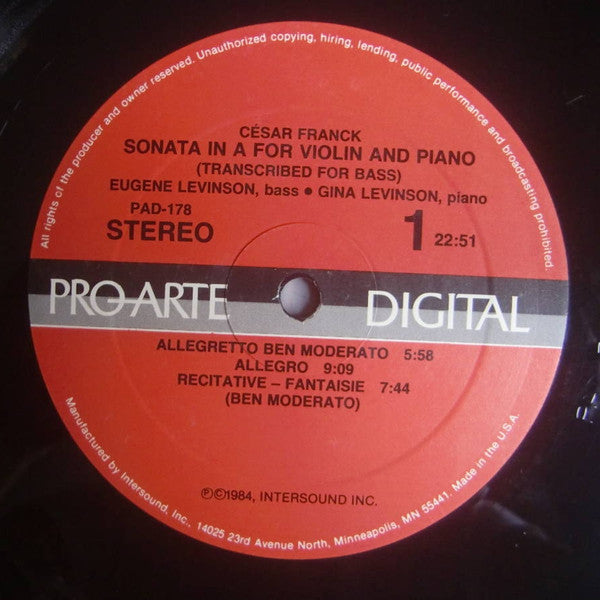 All rights of the producer and owner reserved. Unauthorized copying, hiring, lending, public performance and broadcasting prohibited.
CÉSAR FRANCK
SONATA IN A FOR VIOLIN AND PIANO
(TRANSCRIBED FOR BASS)
EUGENE LEVINSON, bass ● GINA LEVINSON, piano
PAD-178
STEREO
1 22:51
PRO-ARTE DIGITAL
ALLEGRETTO BEN MODERATO 5:58
ALLEGRO 9:09
RECITATIVE – FANTAISIE 7:44
(BEN MODERATO)
℗©1984, INTERSOUND INC.
Manufactured by Intersound, Inc., 14025 23rd Avenue North, Minneapolis, MN 55441. Made in the U.S.A.